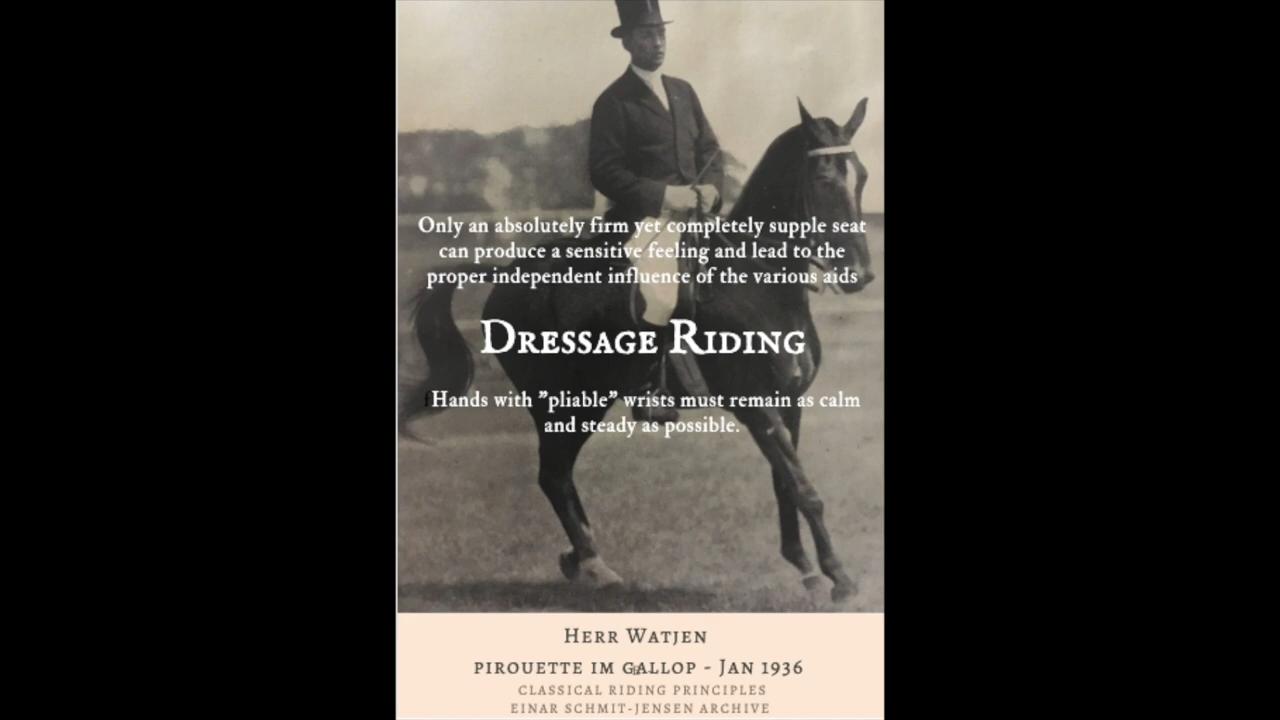 Only an absolutely firm yet completely supple seat
can produce a sensitive feeling and lead to the
proper independent influence of the various aids
Dressage Riding
Hands with "pliable" wrists must remain as calm
and steady as possible.
Herr Watjen
pirouette im gallop - Jan 1936
classical riding principles
Einar Schmit-Jensen Archive